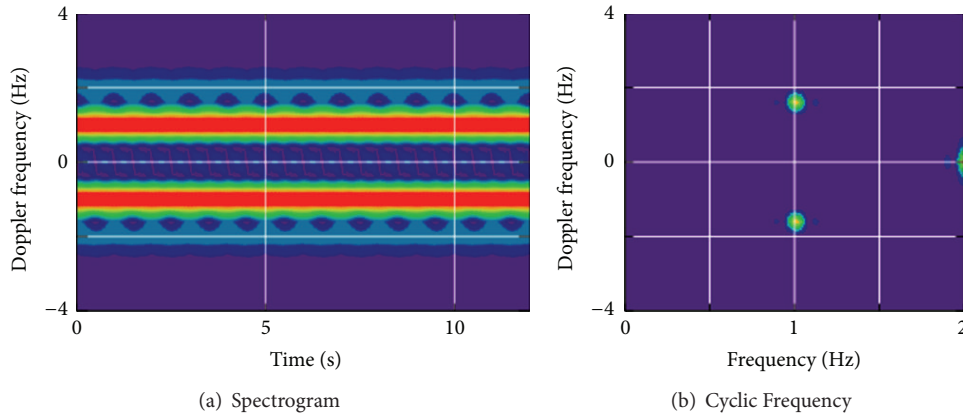 4
0
−4
Doppler frequency (Hz)
0
5
10
Time (s)
(a) Spectrogram
4
0
−4
Doppler frequency (Hz)
0
1
2
Frequency (Hz)
(b) Cyclic Frequency